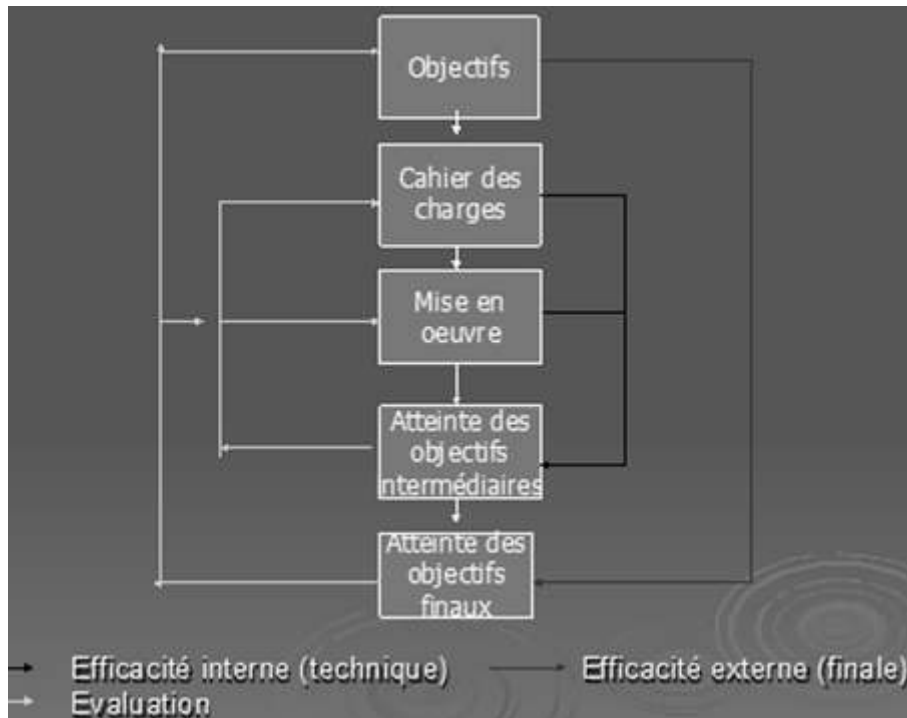 Objectifs
Cahier des
charges
Mise en
oeuvre
Atteinte des
objectifs
ntermédiaires
Atteinte des
objectifs
finaux
Efficacité interne (technique)
Efficacité externe (finale)
Evaluation